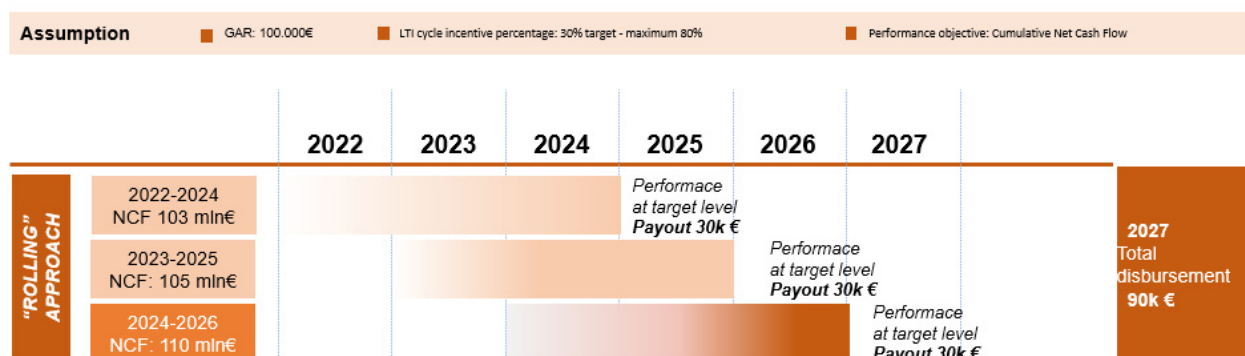 Assumption
GAR: 100.000€
LTI cycle incentive percentage: 30% target - maximum 80%
Performance objective: Cumulative Net Cash Flow
2022
2023
2024
2025
2026
2027
"ROLLING"
APPROACH
2022-2024
NCF 103 mln€
Performace
at target level
Payout 30k €
2023-2025
NCF: 105 mln€
Performace
at target level
Payout 30k €
2024-2026
NCF: 110 mln€
Performace
at target level
Payout 30k €
2027
Total
disbursement
90k €